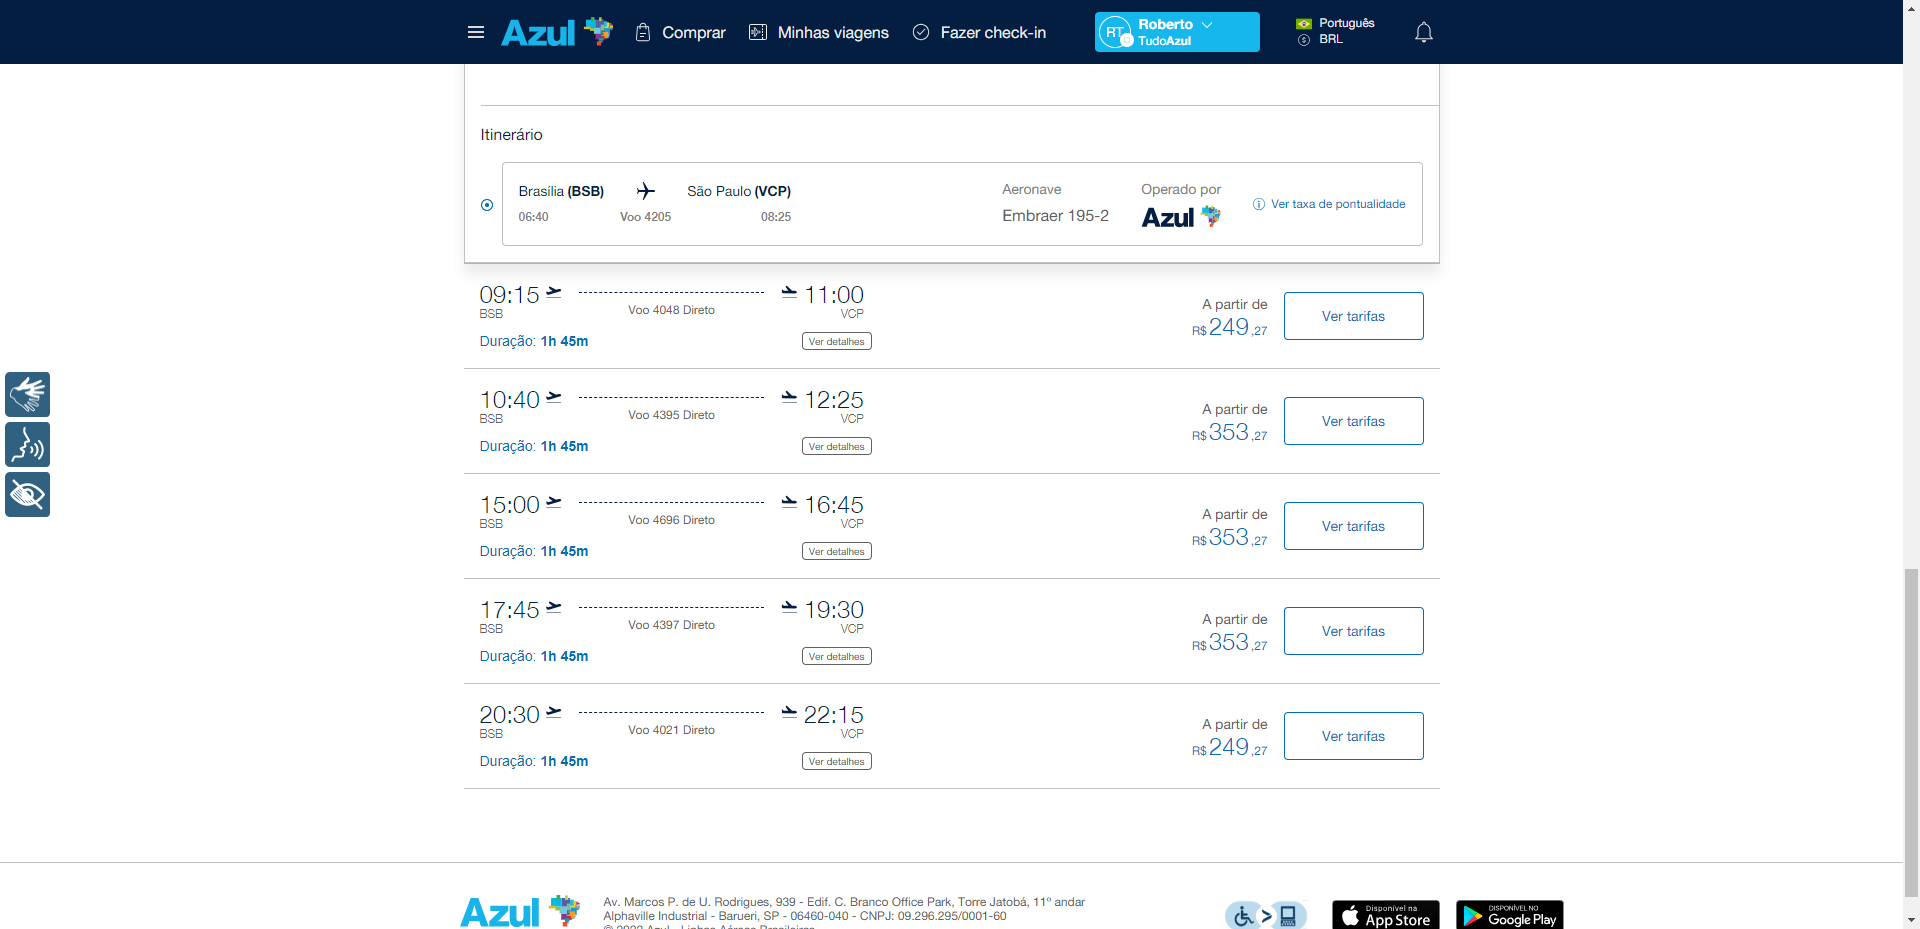 Azul
Comprar
Minhas viagens
Fazer check-in
RT
Roberto
TudoAzul
Português
BRL
Itinerário
Brasília (BSB)
São Paulo (VCP)
06:40
Voo 4205
08:25
Aeronave
Embraer 195-2
Operado por
Azul
Ver taxa de pontualidade
09:15
11:00
BSB
Voo 4048 Direto
VCP
Duração: 1h 45m
Ver detalhes
A partir de
R$249,27
Ver tarifas
10:40
12:25
BSB
Voo 4395 Direto
VCP
Duração: 1h 45m
Ver detalhes
A partir de
R$353,27
Ver tarifas
15:00
16:45
BSB
Voo 4696 Direto
VCP
Duração: 1h 45m
Ver detalhes
A partir de
R$353,27
Ver tarifas
17:45
19:30
BSB
Voo 4397 Direto
VCP
Duração: 1h 45m
Ver detalhes
A partir de
R$353,27
Ver tarifas
20:30
22:15
BSB
Voo 4021 Direto
VCP
Duração: 1h 45m
Ver detalhes
A partir de
R$249,27
Ver tarifas
Azul
Av. Marcos P. de U. Rodrigues, 939 - Edif. C. Branco Office Park, Torre Jatobá, 11º andar
Alphaville Industrial - Barueri, SP - 06460-040 - CNPJ: 09.296.295/0001-60
Disponível na
App Store
DISPONÍVEL NO
Google Play